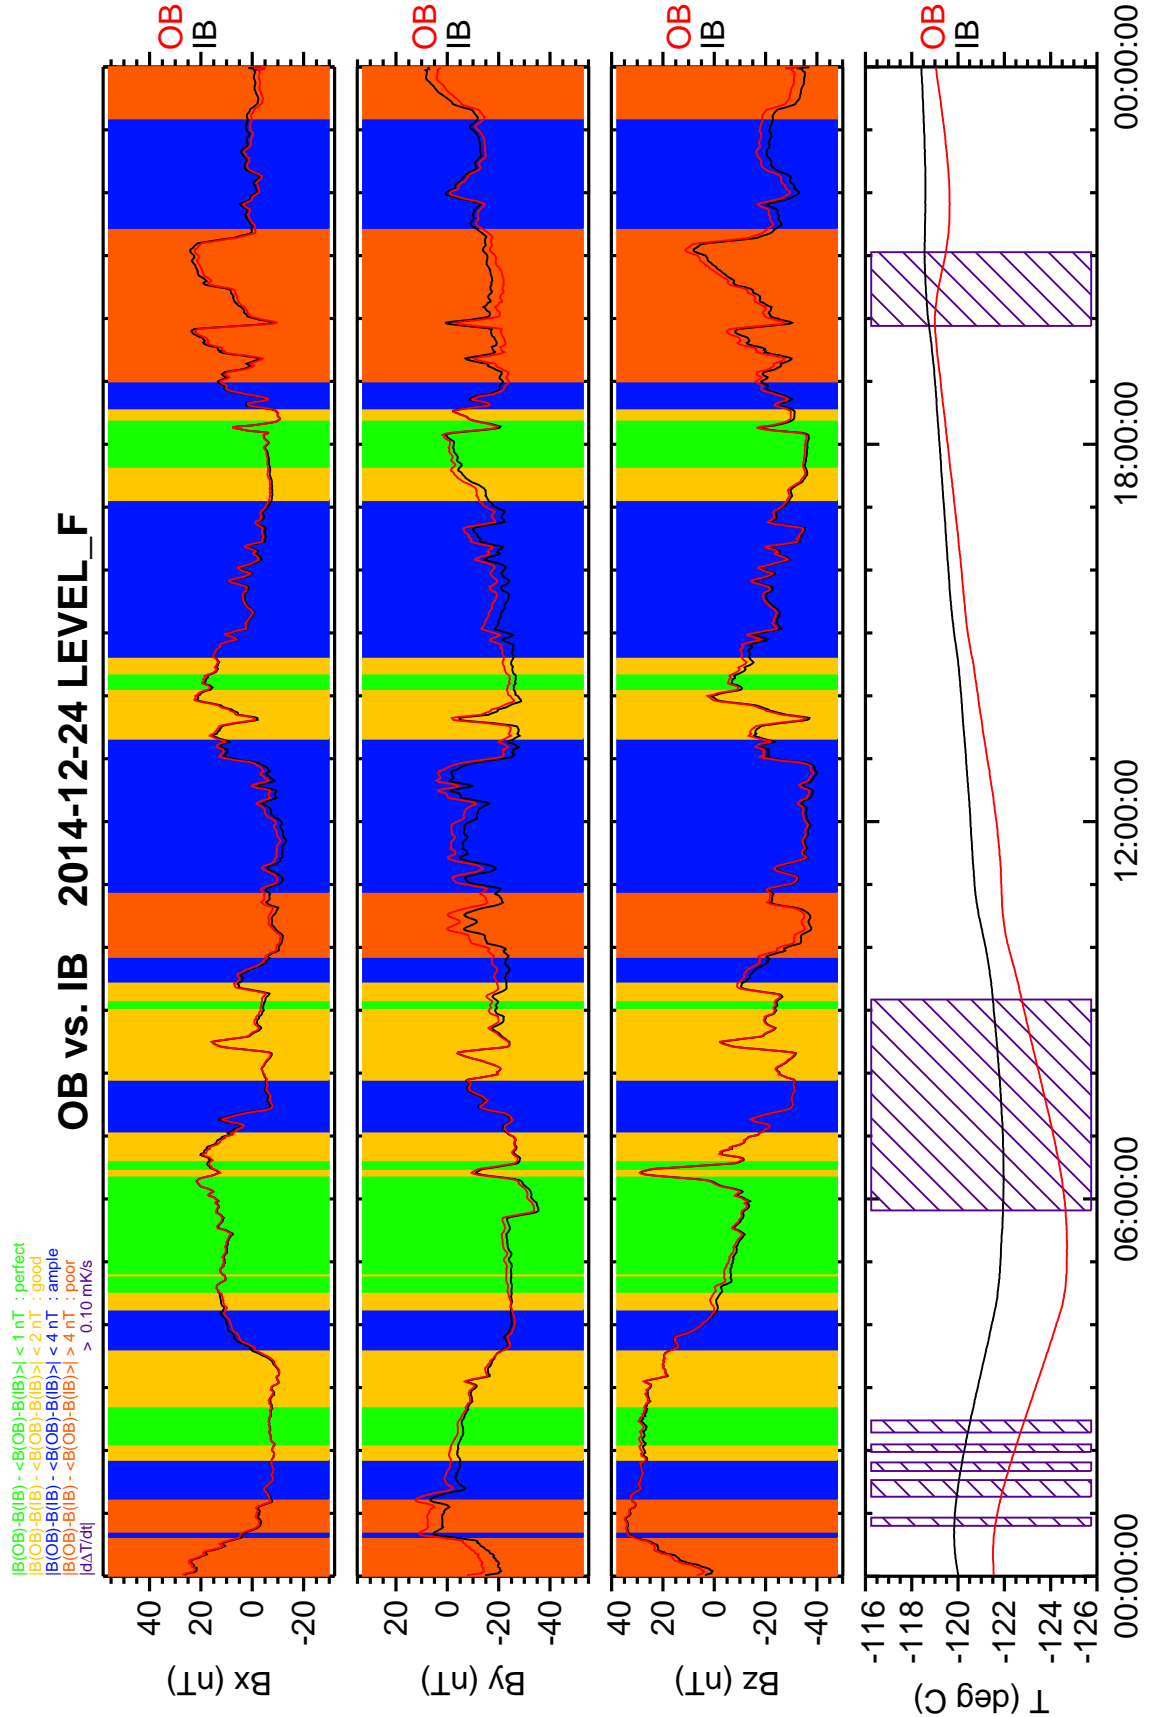 OB vs. IB 2014-12-24 LEVEL_F
|B(OB)-B(IB) - <B(OB)-B(IB)>| < 1 nT : perfect
|B(OB)-B(IB) - <B(OB)-B(IB)>| < 2 nT : good
|B(OB)-B(IB) - <B(OB)-B(IB)>| < 4 nT : ample
|B(OB)-B(IB) - <B(OB)-B(IB)>| > 4 nT : poor
|dΔT/dt| > 0.10 mK/s
Bx (nT)
40
20
0
-20
OB
IB
By (nT)
20
0
-20
-40
OB
IB
Bz (nT)
40
20
0
-20
-40
OB
IB
T (deg C)
-116
-118
-120
-122
-124
-126
OB
IB
00:00:00 06:00:00 12:00:00 18:00:00 00:00:00